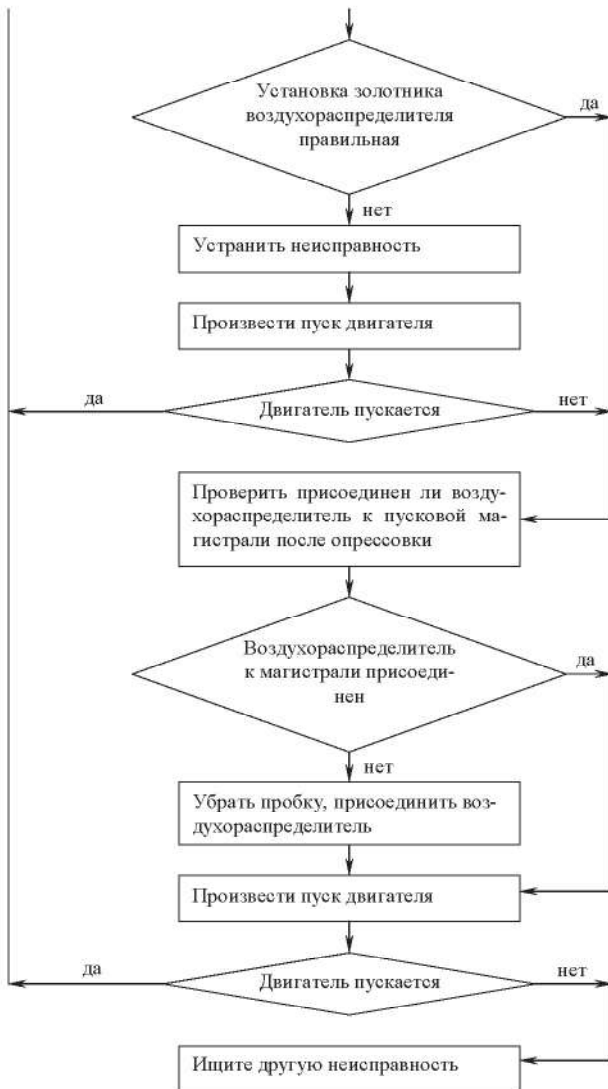 Установка золотника
воздухораспределителя
правильная
да
нет
Устранить неисправность
Произвести пуск двигателя
да
Двигатель пускается
нет
Проверить присоединен ли возду-
хораспределитель к пусковой ма-
гистрали после опрессовки
Воздухораспределитель
к магистрали присоеди-
нен
да
нет
Убрать пробку, присоединить воз-
духораспределитель
Произвести пуск двигателя
да
Двигатель пускается
нет
Ищите другую неисправность